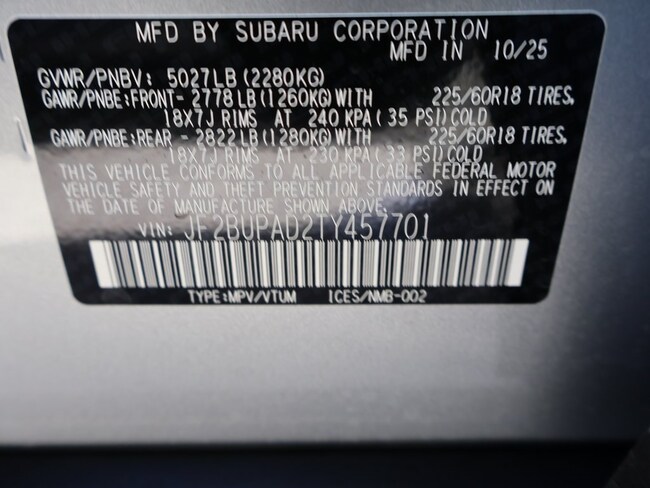 MFD BY SUBARU CORPORATION
MFD IN 10/25
GVWR/PNBV: 5027LB (2280KG)
GAWR/PNBE:FRONT- 2778 LB (1260KG) WITH 225/60R18 TIRES,
18X7J RIMS AT 240 KPA ( 35 PSI) COLD
GAWR/PNBE:REAR - 2822 LB (1280KG) WITH 225/60R18 TIRES,
18X7J RIMS AT 230 KPA ( 33 PSI) COLD
THIS VEHICLE CONFORMS TO ALL APPLICABLE FEDERAL MOTOR
VEHICLE SAFETY AND THEFT PREVENTION STANDARDS IN EFFECT ON
THE DATE OF MANUFACTURE SHOWN ABOVE.
VIN: JF2BUPAD2TY457701
TYPE:MPV/VTUM ICES/NMB-002